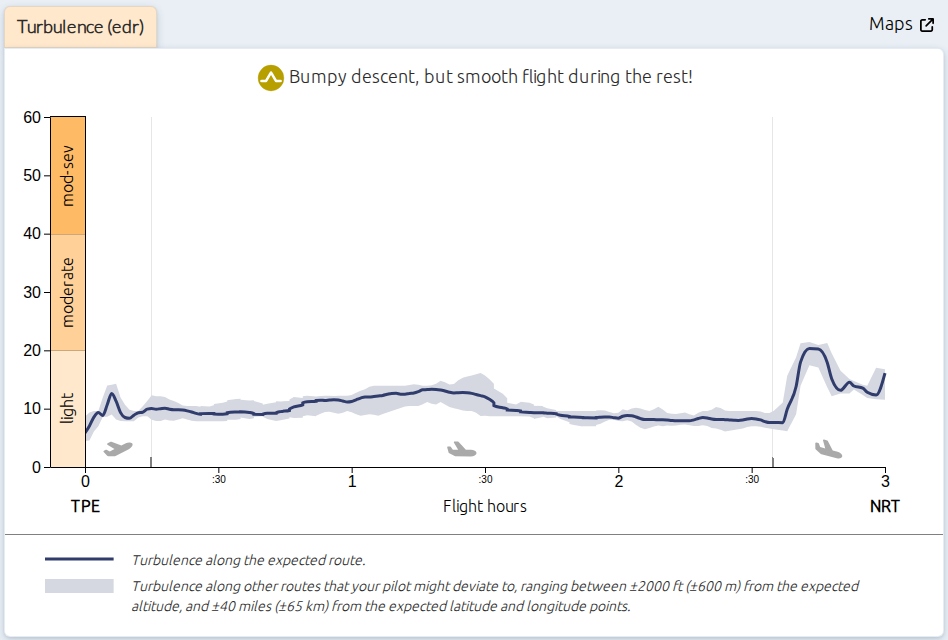 Turbulence (edr)
Maps
Bumpy descent, but smooth flight during the rest!
60
50
40
30
20
10
0
mod-sev
moderate
light
0
:30
1
:30
2
:30
3
TPE
Flight hours
NRT
Turbulence along the expected route.
Turbulence along other routes that your pilot might deviate to, ranging between ±2000 ft (±600 m) from the expected
altitude, and ±40 miles (±65 km) from the expected latitude and longitude points.